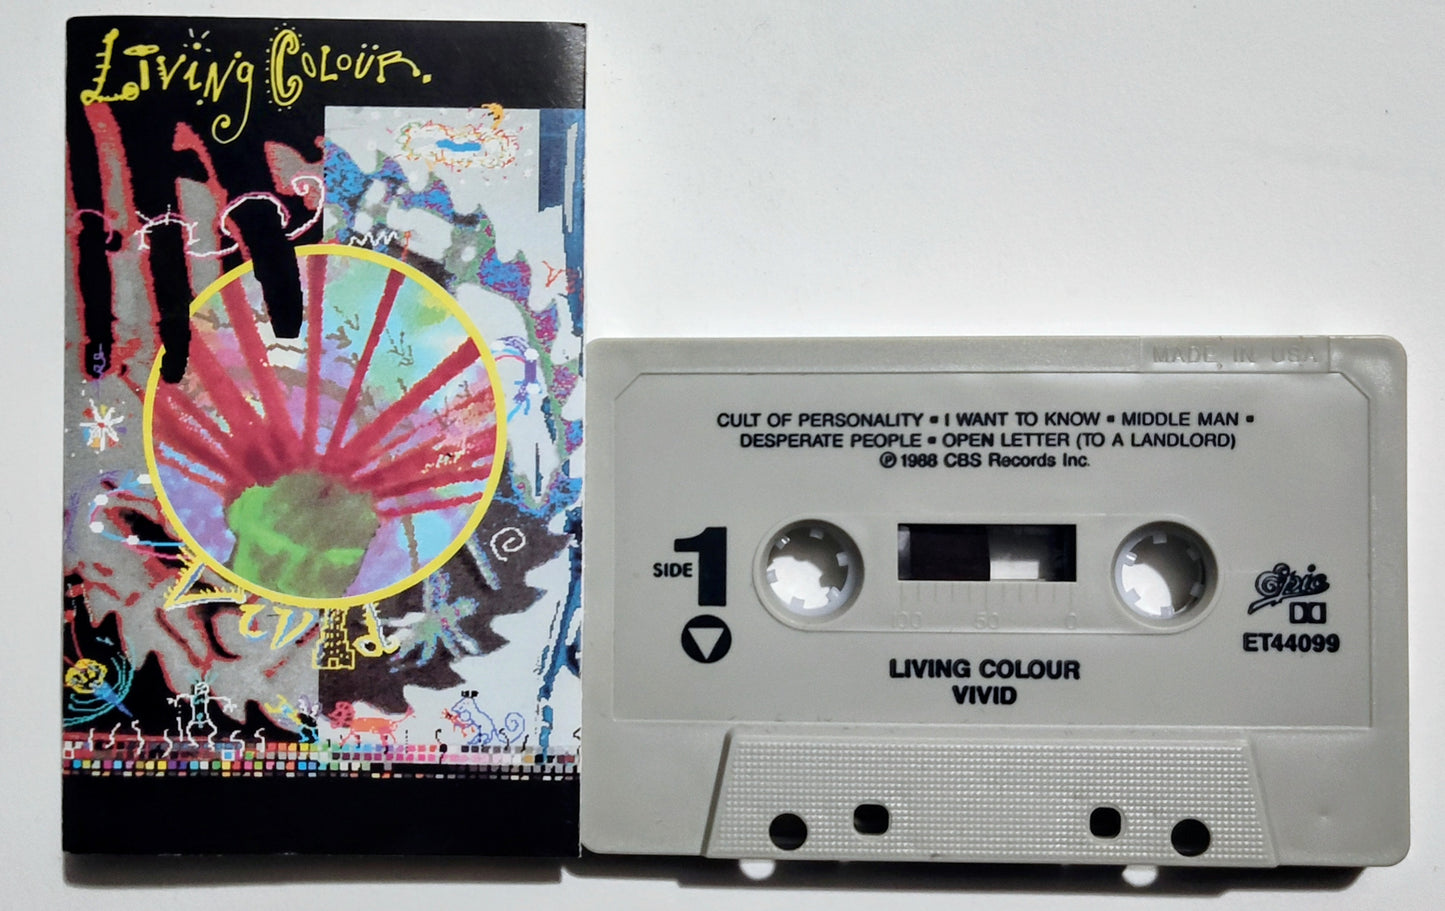 LIVING COLOUR.
MADE IN USA
CULT OF PERSONALITY ▪ I WANT TO KNOW ▪ MIDDLE MAN ▪
DESPERATE PEOPLE ▪ OPEN LETTER (TO A LANDLORD)
℗ 1988 CBS Records Inc.
SIDE 1
100 50 0
Epic
ET44099
LIVING COLOUR
VIVID